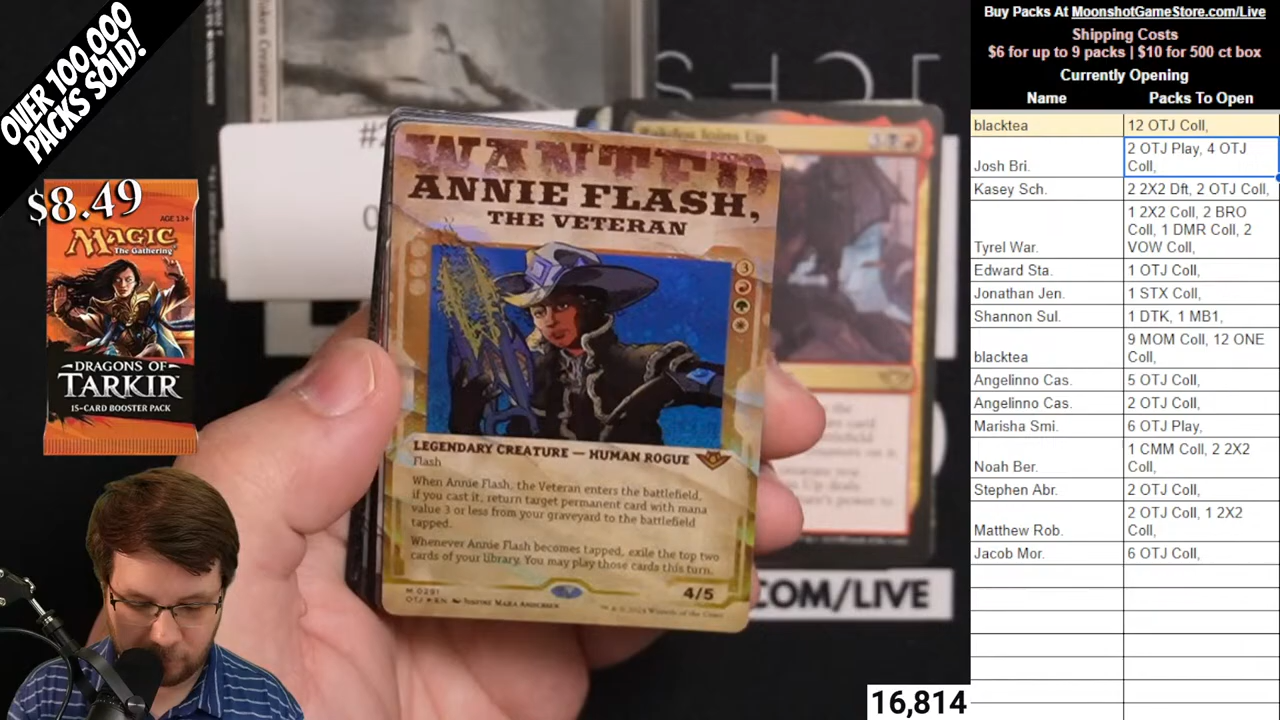 OVER 100,000
PACKS SOLD!
$8.49
AGE 13+
MAGIC
The Gathering
DRAGONS OF
TARKIR
15-CARD BOOSTER PACK
WANTED
ANNIE FLASH,
THE VETERAN
3
LEGENDARY CREATURE — HUMAN ROGUE
Flash
When Annie Flash, the Veteran enters the battlefield,
if you cast it, return target permanent card with mana
value 3 or less from your graveyard to the battlefield
tapped.
Whenever Annie Flash becomes tapped, exile the top two
cards of your library. You may play those cards this turn.
M 0291
OTJ EN
4/5
Token Creature
Joins Up
.COM/LIVE
16,814
Buy Packs At MoonshotGameStore.com/Live
Shipping Costs
$6 for up to 9 packs | $10 for 500 ct box
Currently Opening
Name Packs To Open
blacktea 12 OTJ Coll,
Josh Bri. 2 OTJ Play, 4 OTJ
Coll,
Kasey Sch. 2 2X2 Dft, 2 OTJ Coll,
Tyrel War. 1 2X2 Coll, 2 BRO
Coll, 1 DMR Coll, 2
VOW Coll,
Edward Sta. 1 OTJ Coll,
Jonathan Jen. 1 STX Coll,
Shannon Sul. 1 DTK, 1 MB1,
blacktea 9 MOM Coll, 12 ONE
Coll,
Angelinno Cas. 5 OTJ Coll,
Angelinno Cas. 2 OTJ Coll,
Marisha Smi. 6 OTJ Play,
Noah Ber. 1 CMM Coll, 2 2X2
Coll,
Stephen Abr. 2 OTJ Coll,
Matthew Rob. 2 OTJ Coll, 1 2X2
Coll,
Jacob Mor. 6 OTJ Coll,